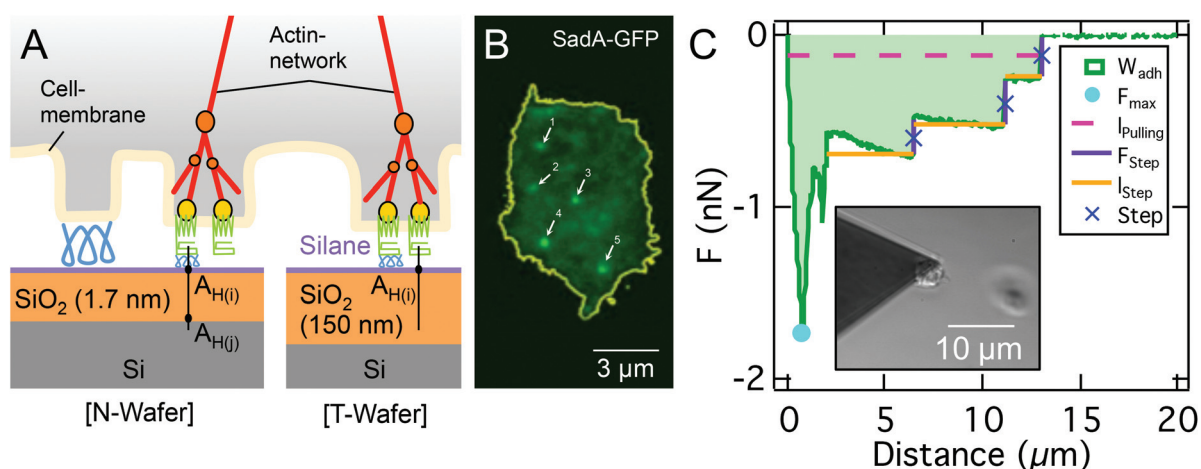 A
Actin-
network
Cell-
membrane
Silane
SiO2 (1.7 nm)
AH(i)
AH(j)
Si
[N-Wafer]
SiO2
(150 nm)
AH(i)
Si
[T-Wafer]
B
SadA-GFP
1
2
3
4
5
3 µm
C
F (nN)
0
-1
-2
0
5
10
15
20
Distance (µm)
Wadh
Fmax
IPulling
FStep
IStep
Step
10 µm